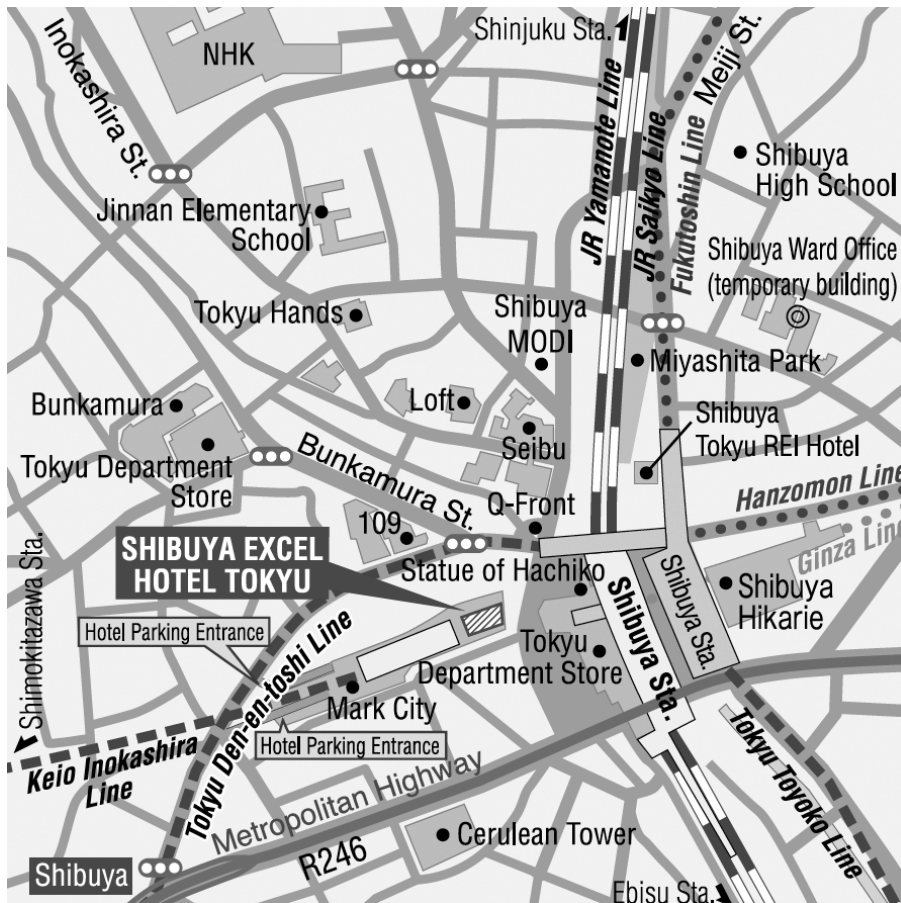 Shinjuku Sta.
NHK
Inokashira St.
Meiji St.
JR Yamanote Line
JR Saikyo Line
Fukutoshin Line
Shibuya
High School
Jinnan Elementary
School
Shibuya Ward Office
(temporary building)
Tokyu Hands
Shibuya
MODI
Miyashita Park
Bunkamura
Loft
Seibu
Shibuya
Tokyu REI Hotel
Tokyu Department
Store
Bunkamura St.
Q-Front
Hanzomon Line
Ginza Line
109
SHIBUYA EXCEL
HOTEL TOKYU
Statue of Hachiko
Shibuya Sta.
Shibuya Sta.
Shibuya
Hikarie
Shimokitazawa Sta.
Hotel Parking Entrance
Tokyu Den-en-toshi Line
Tokyu
Department Store
Mark City
Hotel Parking Entrance
Keio Inokashira
Line
Metropolitan Highway
Tokyu Toyoko Line
R246
Cerulean Tower
Shibuya
Ebisu Sta.